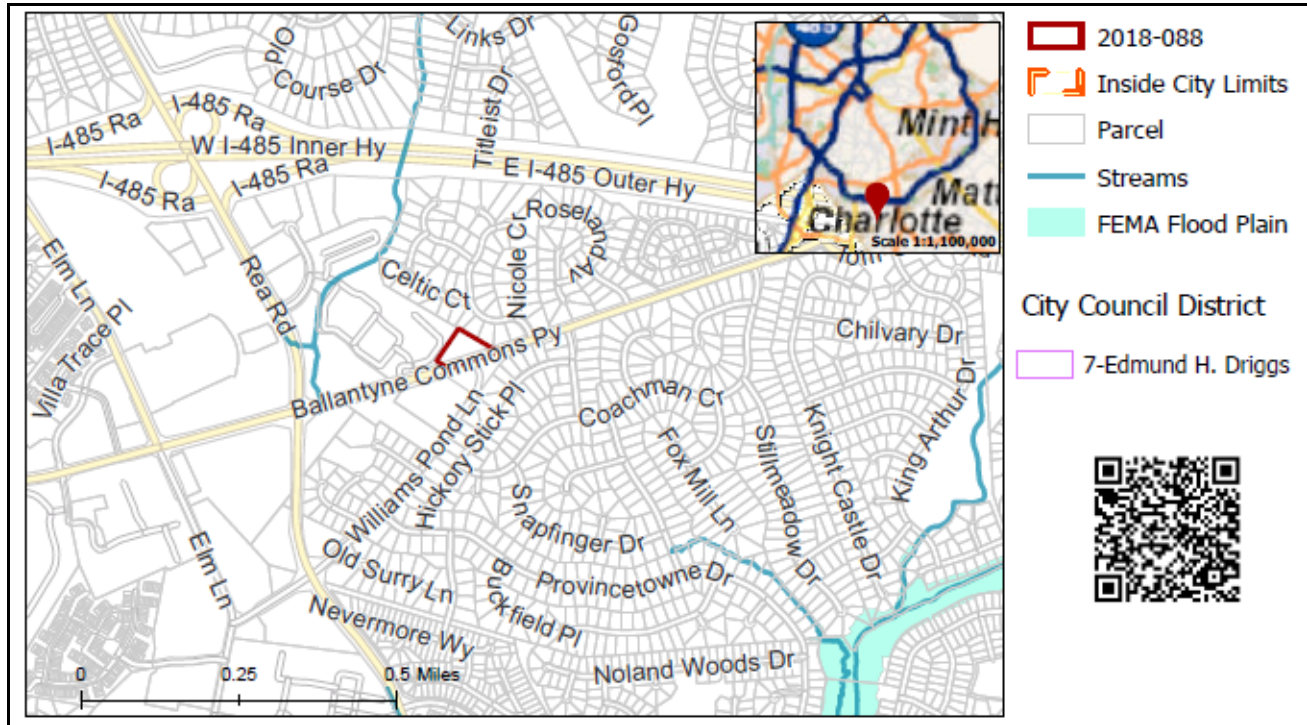 Links Dr
Gosford Pl
Old
Course Dr
Titleist Dr
I-485 Ra
I-485 Ra
W I-485 Inner Hy
E I-485 Outer Hy
I-485 Ra
I-485 Ra
Mint H
Matt
Charlotte
Scale 1:1,100,000
Elm Ln
Rea Rd
Villa Trace Pl
Celtic Ct
Nicole Cr
Roseland Av
Ballantyne Commons Py
Chilvary Dr
Coachman Cr
King Arthur Dr
Knight Castle Dr
Stillmeadow Dr
Fox Mill Ln
Williams Pond Ln
Hickory Stick Pl
Snapfinger Dr
Elm Ln
Old Surry Ln
Provincetowne Dr
Buckfield Pl
Nevermore Wy
Noland Woods Dr
0 0.25 0.5 Miles
2018-088
Inside City Limits
Parcel
Streams
FEMA Flood Plain
City Council District
7-Edmund H. Driggs